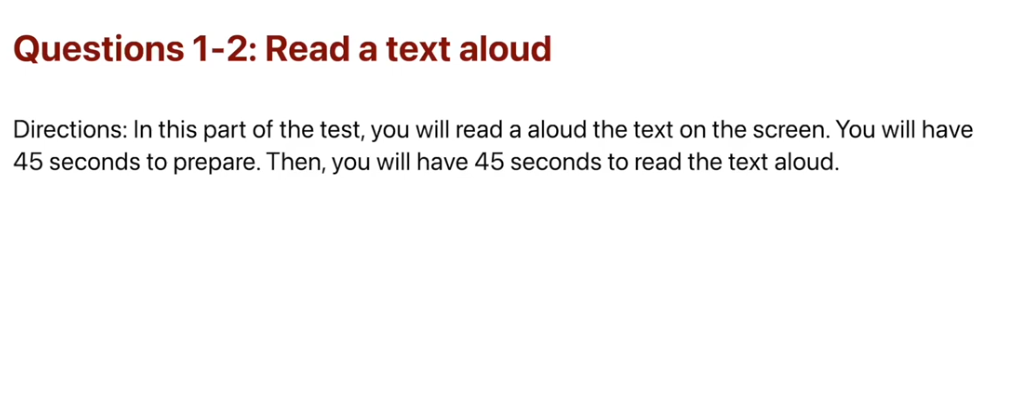 Questions 1-2: Read a text aloud
Directions: In this part of the test, you will read a aloud the text on the screen. You will have
45 seconds to prepare. Then, you will have 45 seconds to read the text aloud.